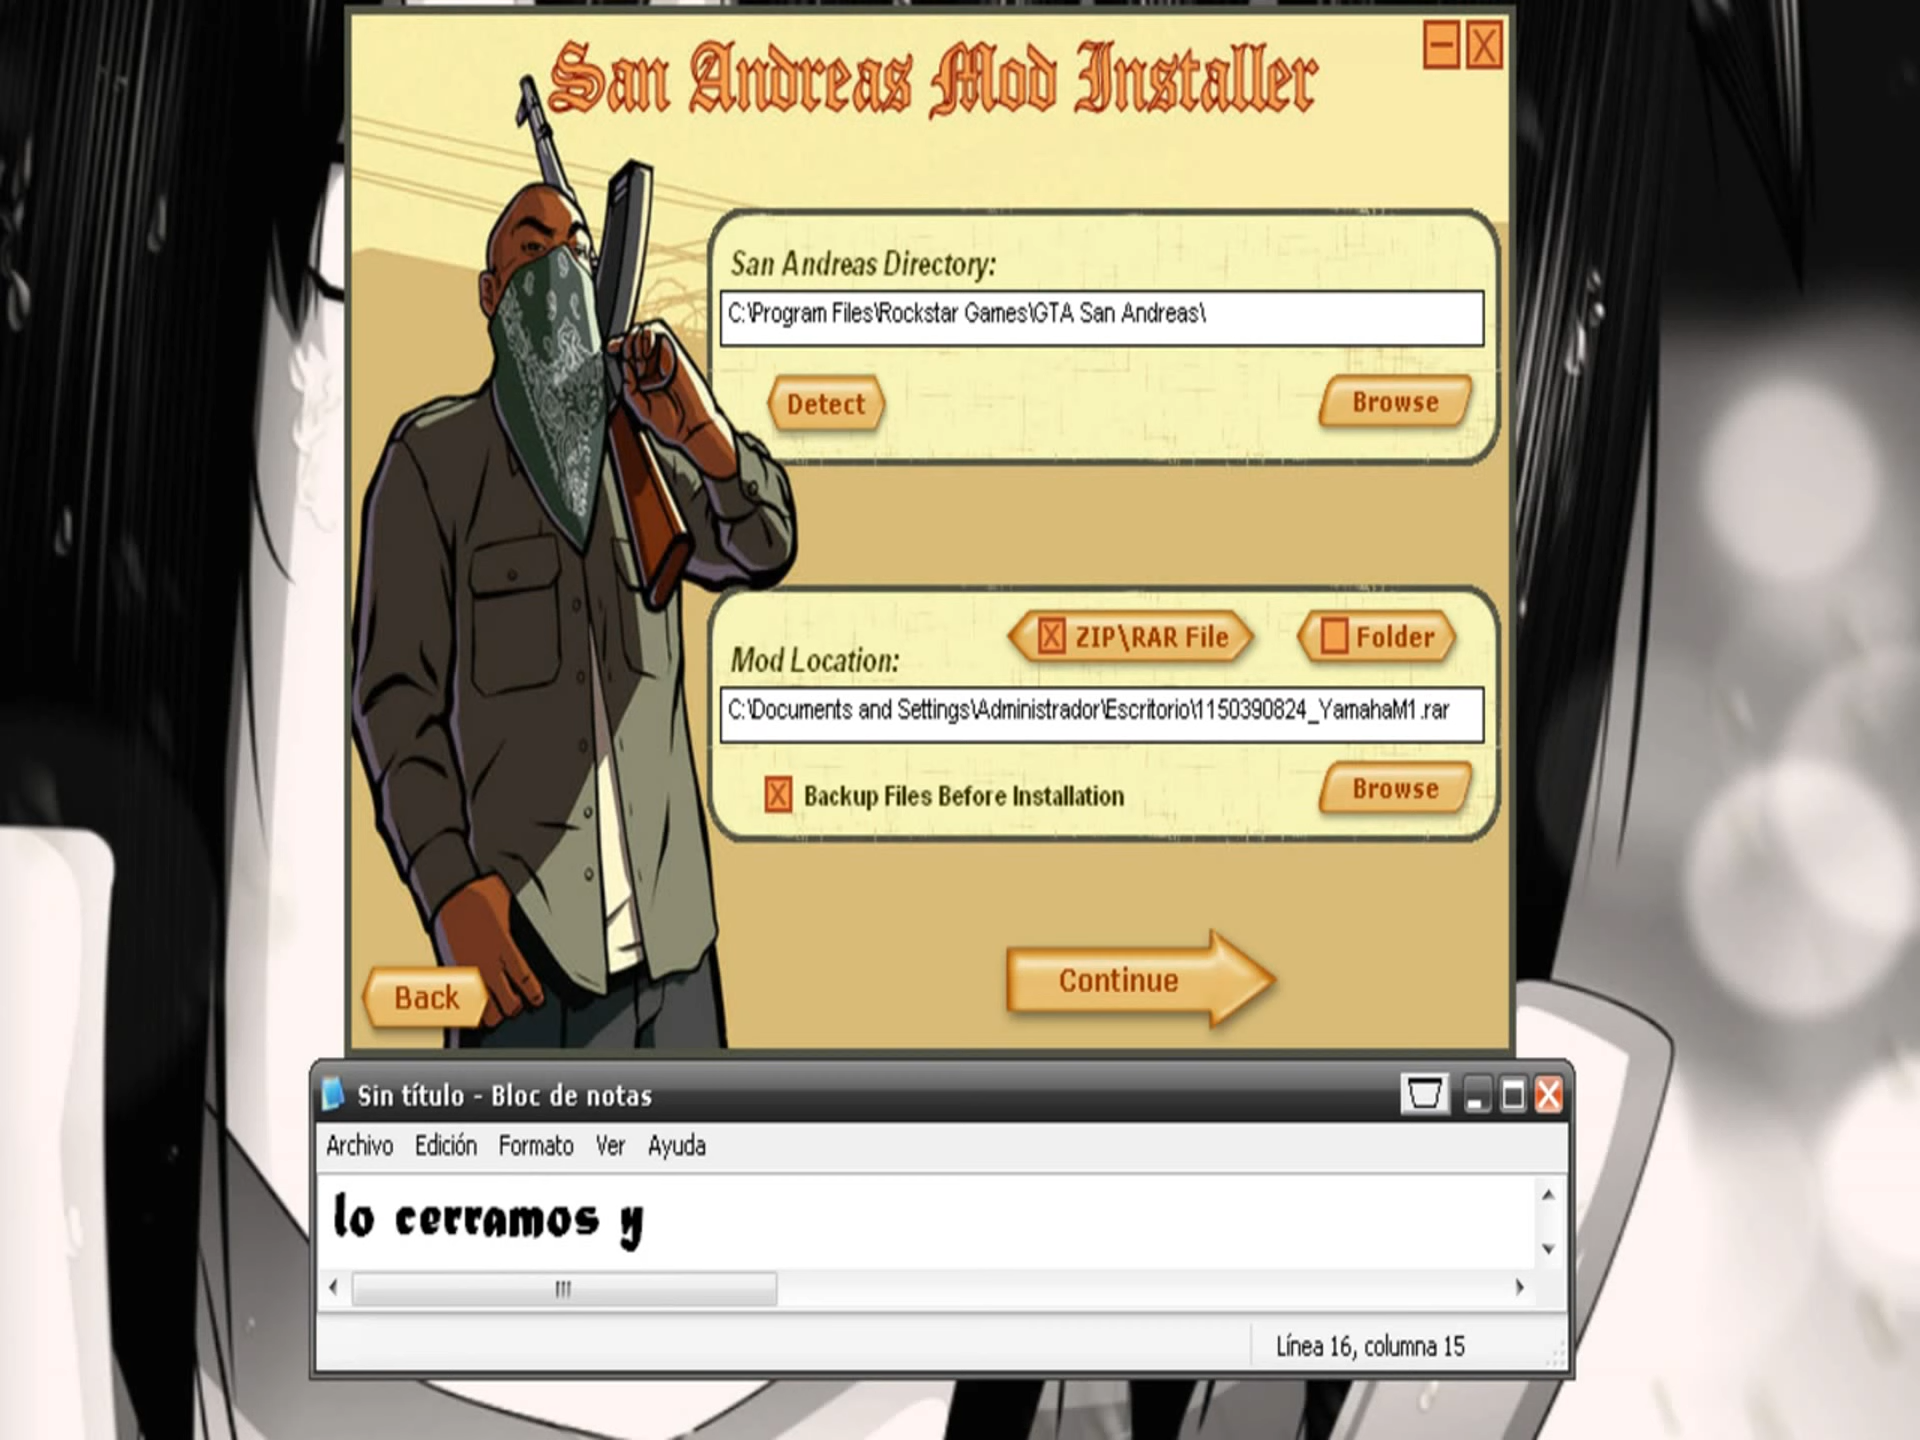 San Andreas Mod Installer
San Andreas Directory:
C:\Program Files\Rockstar Games\GTA San Andreas\
Detect
Browse
ZIP\RAR File
Folder
Mod Location:
C:\Documents and Settings\Administrador\Escritorio\1150390824_YamahaM1.rar
Backup Files Before Installation
Browse
Continue
Back
Sin título - Bloc de notas
Archivo Edición Formato Ver Ayuda
lo cerramos y
Línea 16, columna 15